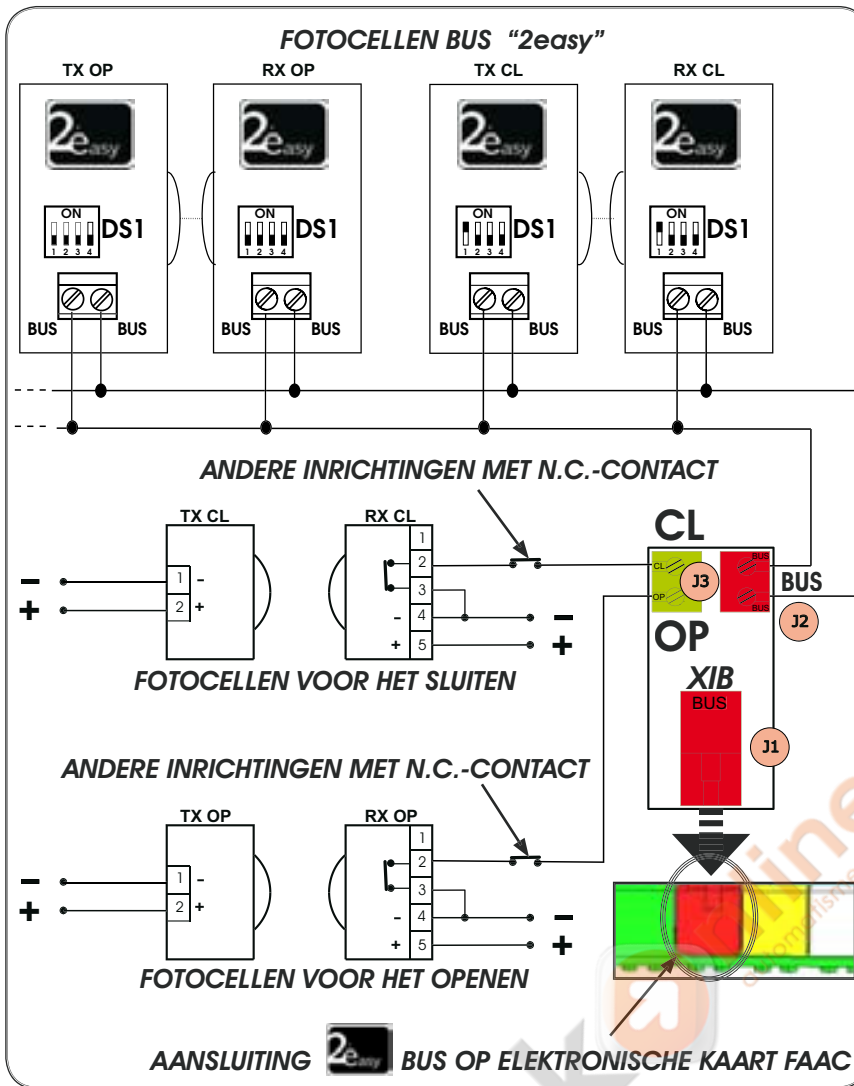 FOTOCELLEN BUS “2easy”
TX OP RX OP TX CL RX CL
2easy 2easy 2easy 2easy
ON ON ON ON
DS1 DS1 DS1 DS1
1 2 3 4 1 2 3 4 1 2 3 4 1 2 3 4
BUS BUS BUS BUS BUS BUS BUS BUS
ANDERE INRICHTINGEN MET N.C.-CONTACT
TX CL RX CL
1 -
2 +
1
2
3
- 4 -
+ 5 +
-
+
FOTOCELLEN VOOR HET SLUITEN
CL
CL J3 BUS
BUS
OP BUS
J2
OP
XIB
BUS
J1
ANDERE INRICHTINGEN MET N.C.-CONTACT
TX OP RX OP
1 -
2 +
1
2
3
- 4 -
+ 5 +
-
+
FOTOCELLEN VOOR HET OPENEN
AANSLUITING 2easy BUS OP ELEKTRONISCHE KAART FAAC